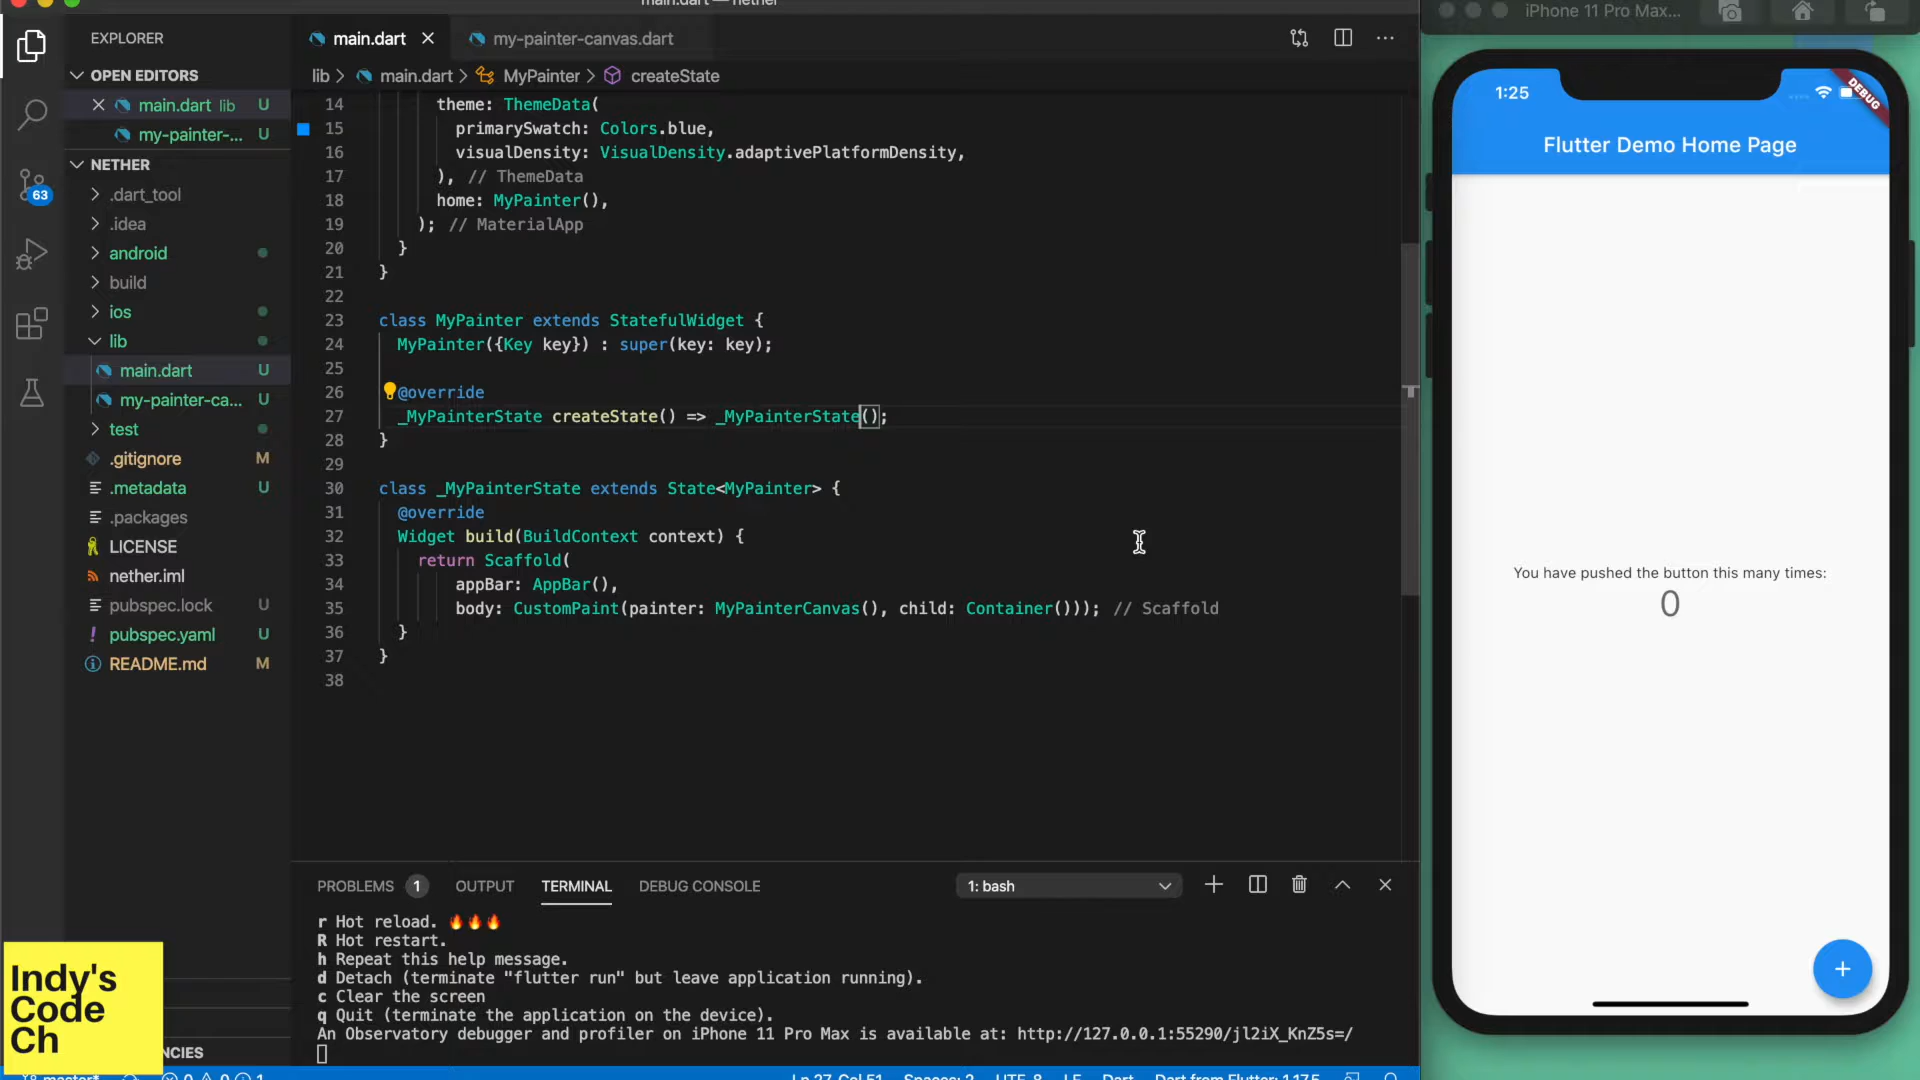 main.dart — nether
EXPLORER
OPEN EDITORS
main.dart lib U
my-painter-... U
NETHER
63
.dart_tool
.idea
android
build
ios
lib
main.dart U
my-painter-ca... U
test
.gitignore M
.metadata U
.packages
LICENSE
nether.iml
pubspec.lock U
pubspec.yaml U
README.md M
NCIES
main.dart
my-painter-canvas.dart
lib > main.dart > MyPainter > createState
14 theme: ThemeData(
15 primarySwatch: Colors.blue,
16 visualDensity: VisualDensity.adaptivePlatformDensity,
17 ), // ThemeData
18 home: MyPainter(),
19 ); // MaterialApp
20 }
21 }
22
23 class MyPainter extends StatefulWidget {
24 MyPainter({Key key}) : super(key: key);
25
26 @override
27 _MyPainterState createState() => _MyPainterState();
28 }
29
30 class _MyPainterState extends State<MyPainter> {
31 @override
32 Widget build(BuildContext context) {
33 return Scaffold(
34 appBar: AppBar(),
35 body: CustomPaint(painter: MyPainterCanvas(), child: Container())); // Scaffold
36 }
37 }
38
PROBLEMS 1 OUTPUT TERMINAL DEBUG CONSOLE 1: bash
r Hot reload. 🔥🔥🔥
R Hot restart.
h Repeat this help message.
d Detach (terminate "flutter run" but leave application running).
c Clear the screen
q Quit (terminate the application on the device).
An Observatory debugger and profiler on iPhone 11 Pro Max is available at: http://127.0.0.1:55290/jl2iX_KnZ5s=/
master* 0 0 1 Ln 27, Col 51 Spaces: 2 UTF-8 LF Dart Dart from Flutter: 1.17.5
Indy's
Code
Ch
iPhone 11 Pro Max...
1:25
DEBUG
Flutter Demo Home Page
You have pushed the button this many times:
0
+